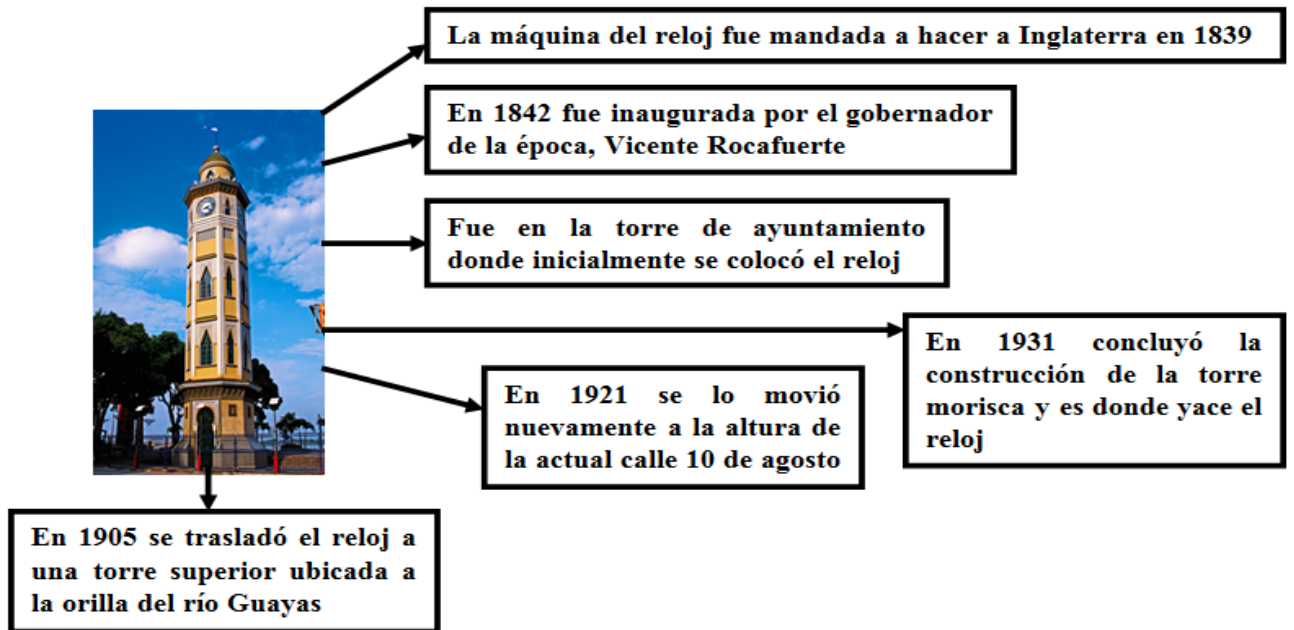 La máquina del reloj fue mandada a hacer a Inglaterra en 1839
En 1842 fue inaugurada por el gobernador
de la época, Vicente Rocafuerte
Fue en la torre de ayuntamiento
donde inicialmente se colocó el reloj
En 1931 concluyó la
construcción de la torre
morisca y es donde yace el
reloj
En 1921 se lo movió
nuevamente a la altura de
la actual calle 10 de agosto
En 1905 se trasladó el reloj a
una torre superior ubicada a
la orilla del río Guayas